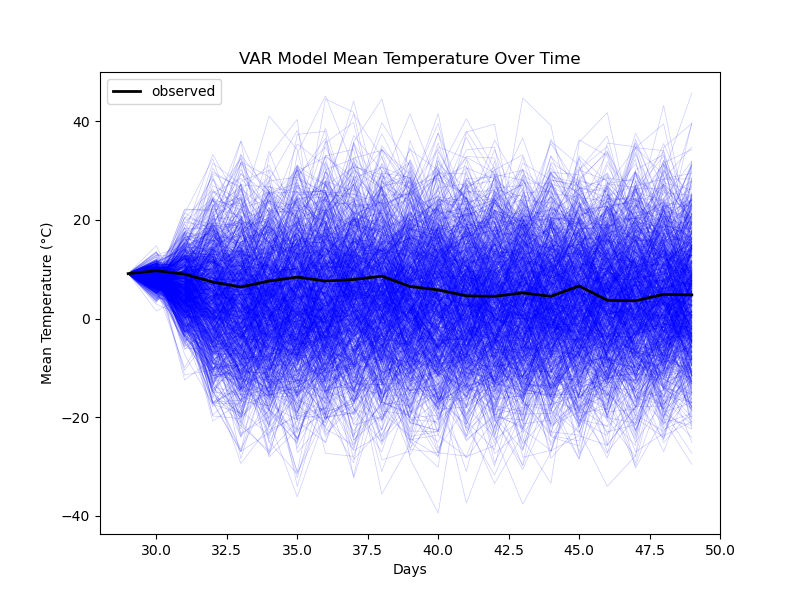 VAR Model Mean Temperature Over Time
observed
40
20
0
−20
−40
Mean Temperature (°C)
30.0 32.5 35.0 37.5 40.0 42.5 45.0 47.5 50.0
Days